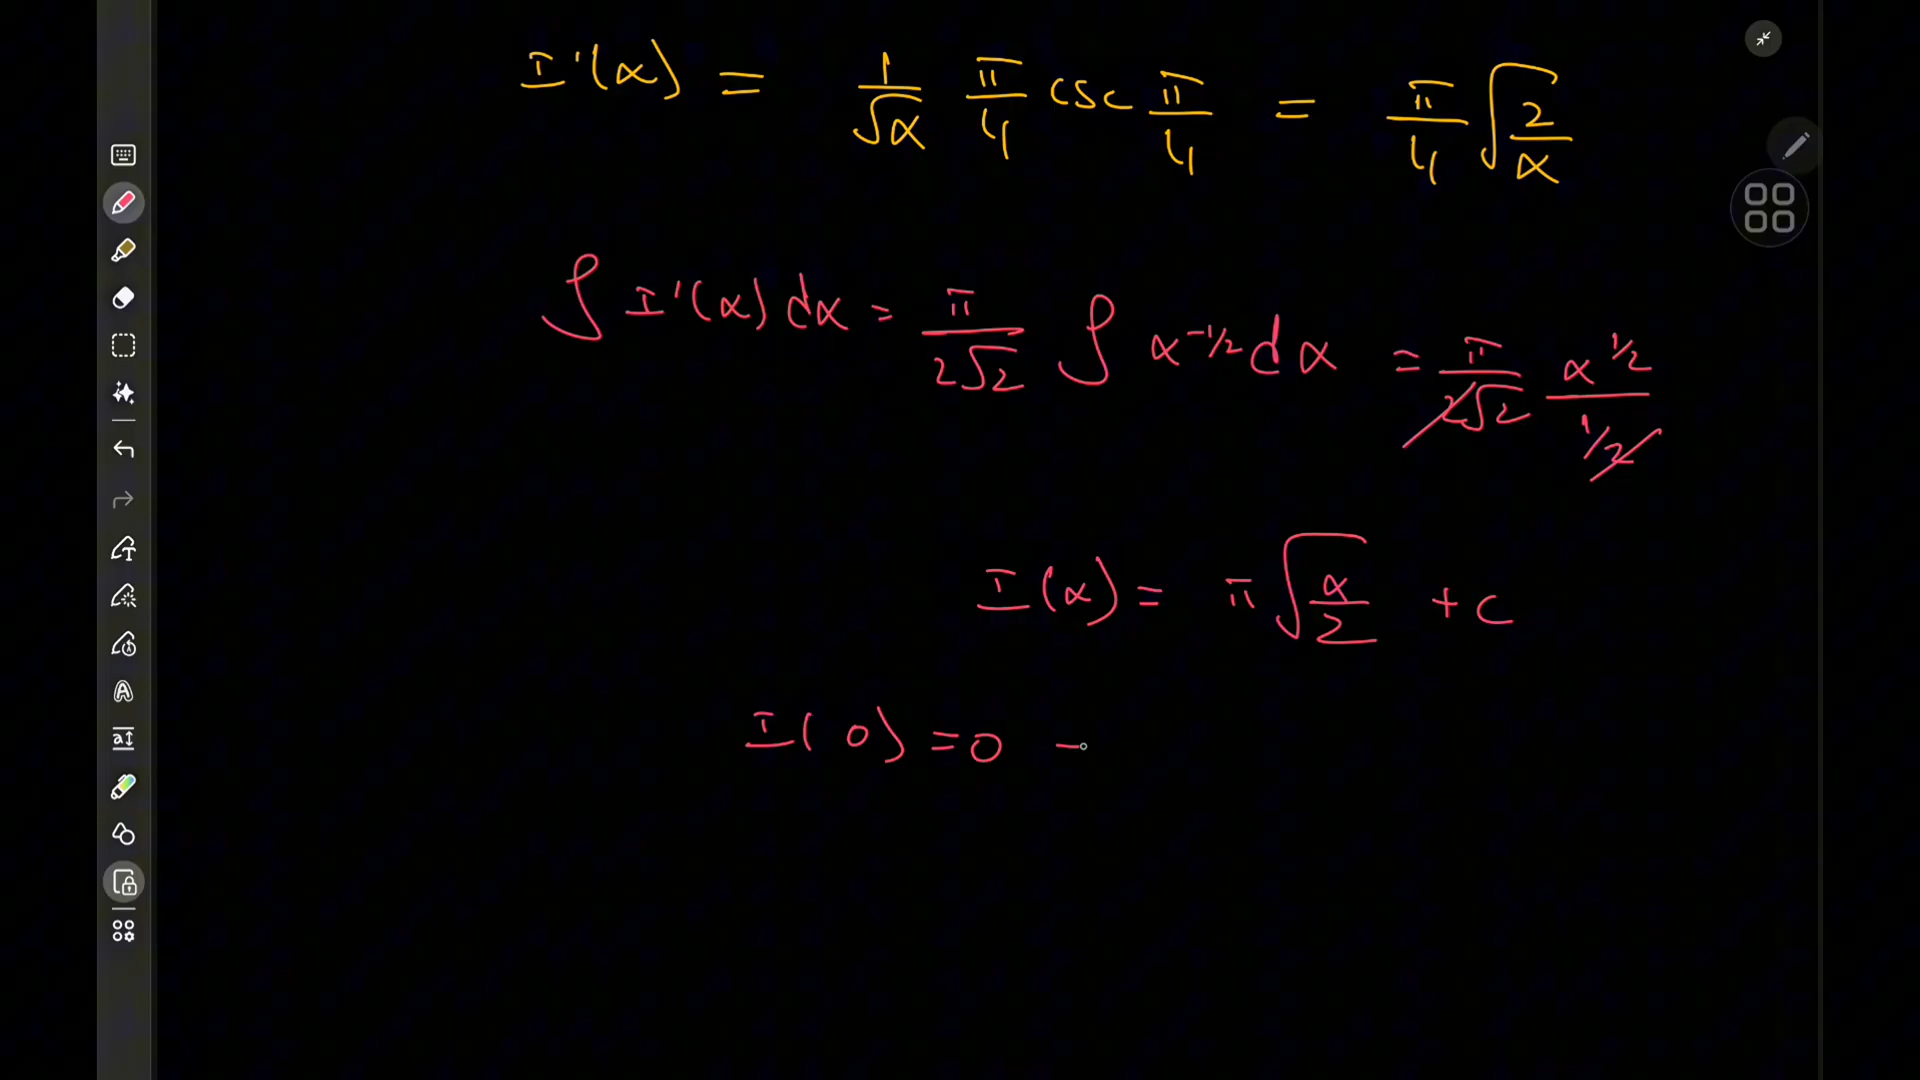 I'(α) = 1/√α π/4 csc π/4 = π/4 √(2/α)
∫ I'(α) dα = π/(2√2) ∫ α^(-1/2) dα = π/(2√2) α^(1/2)/(1/2)
I(α) = π √(α/2) + c
I(0) = 0 –